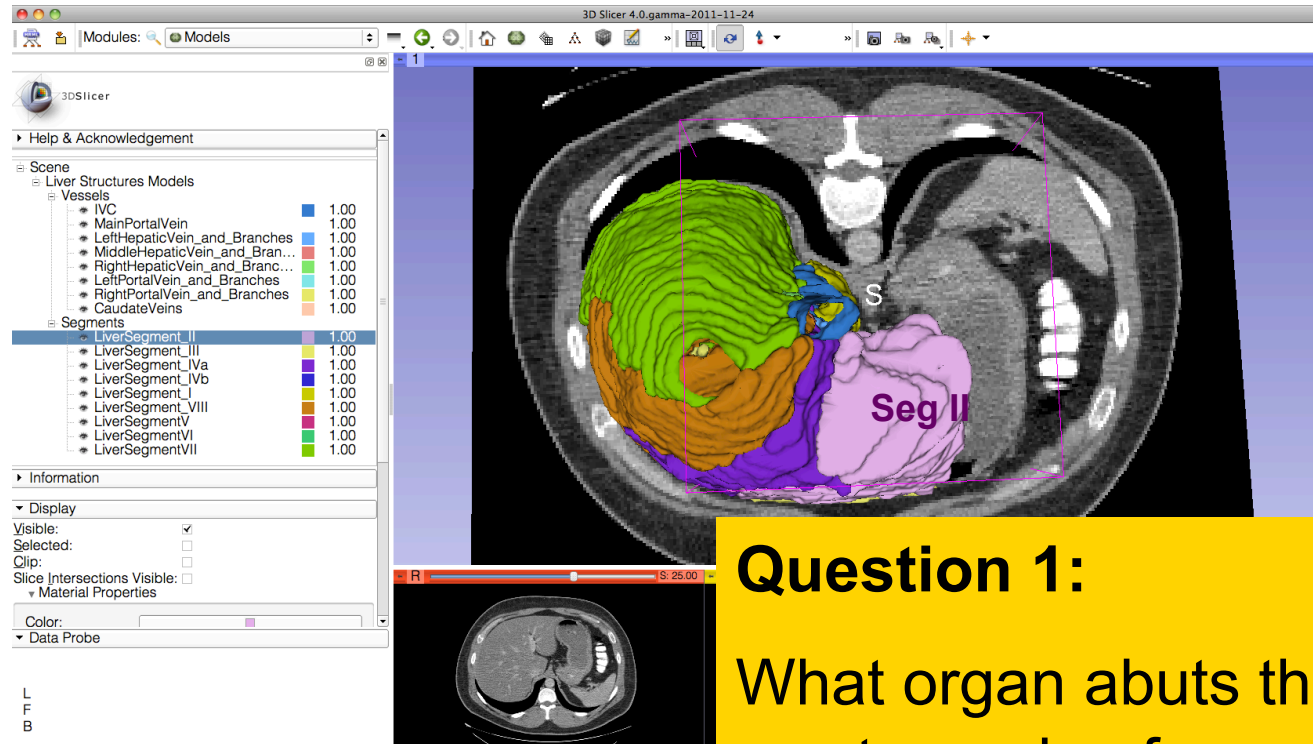 3D Slicer 4.0.gamma-2011-11-24
Modules: Models
1
3DSlicer
Help & Acknowledgement
Scene
Liver Structures Models
Vessels
IVC 1.00
MainPortalVein 1.00
LeftHepaticVein_and_Branches 1.00
MiddleHepaticVein_and_Bran... 1.00
RightHepaticVein_and_Branc... 1.00
LeftPortalVein_and_Branches 1.00
RightPortalVein_and_Branches 1.00
CaudateVeins 1.00
Segments
LiverSegment_II 1.00
LiverSegment_III 1.00
LiverSegment_IVa 1.00
LiverSegment_IVb 1.00
LiverSegment_I 1.00
LiverSegment_VIII 1.00
LiverSegmentV 1.00
LiverSegmentVI 1.00
LiverSegmentVII 1.00
Information
Display
Visible:
Selected:
Clip:
Slice Intersections Visible:
Material Properties
Color:
Data Probe
L
F
B
S
Seg II
R S: 25.00
Question 1:
What organ abuts th